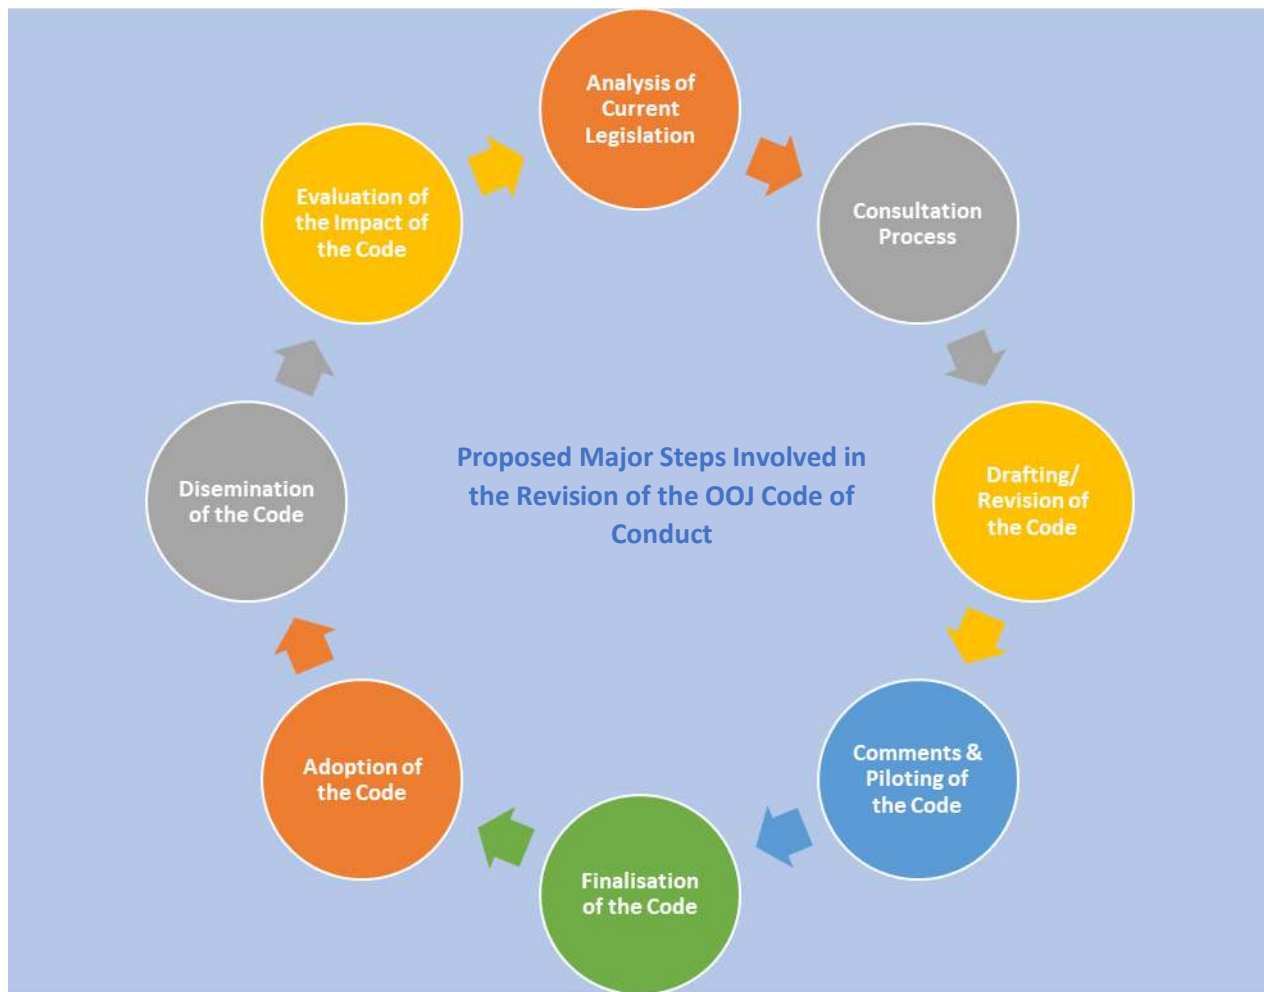 Analysis of
Current
Legislation
Consultation
Process
Drafting/
Revision of
the Code
Comments &
Piloting of
the Code
Finalisation
of the Code
Adoption of
the Code
Disemination
of the Code
Evaluation of
the Impact of
the Code
Proposed Major Steps Involved in
the Revision of the OOJ Code of
Conduct